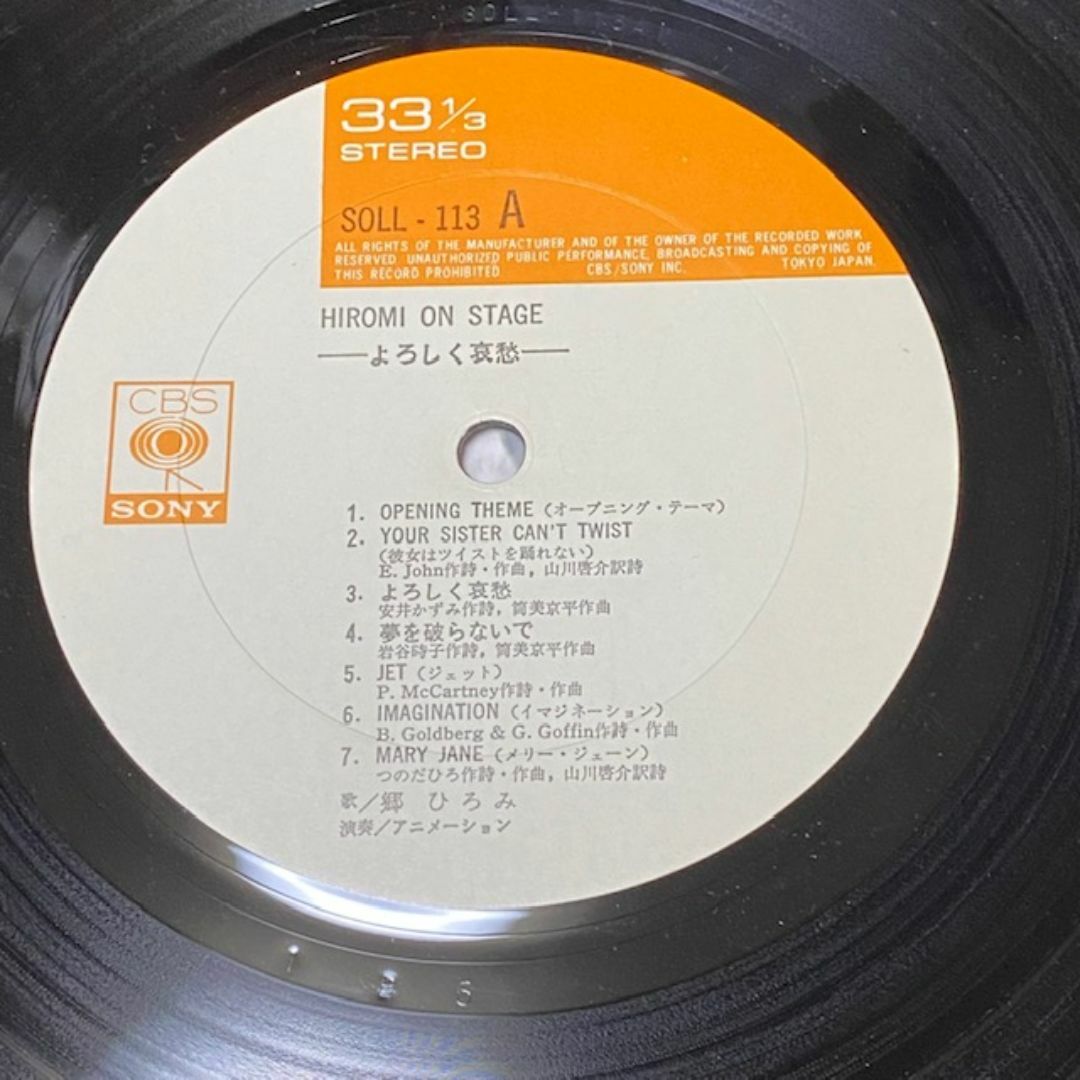 33 1/3
STEREO
SOLL - 113 A
ALL RIGHTS OF THE MANUFACTURER AND OF THE OWNER OF THE RECORDED WORK
RESERVED UNAUTHORIZED PUBLIC PERFORMANCE, BROADCASTING AND COPYING OF
THIS RECORD PROHIBITED CBS/SONY INC. TOKYO JAPAN.
HIROMI ON STAGE
——よろしく哀愁——
CBS
SONY
1. OPENING THEME (オープニング・テーマ)
2. YOUR SISTER CAN'T TWIST
(彼女はツイストを踊れない)
E. John作詩・作曲, 山川啓介訳詩
3. よろしく哀愁
安井かずみ作詩, 筒美京平作曲
4. 夢を破らないで
岩谷時子作詩, 筒美京平作曲
5. JET (ジェット)
P. McCartney作詩・作曲
6. IMAGINATION (イマジネーション)
B. Goldberg & G. Goffin作詩・作曲
7. MARY JANE (メリー・ジェーン)
つのだひろ作詩・作曲, 山川啓介訳詩
歌/郷 ひろみ
演奏/アニメーション